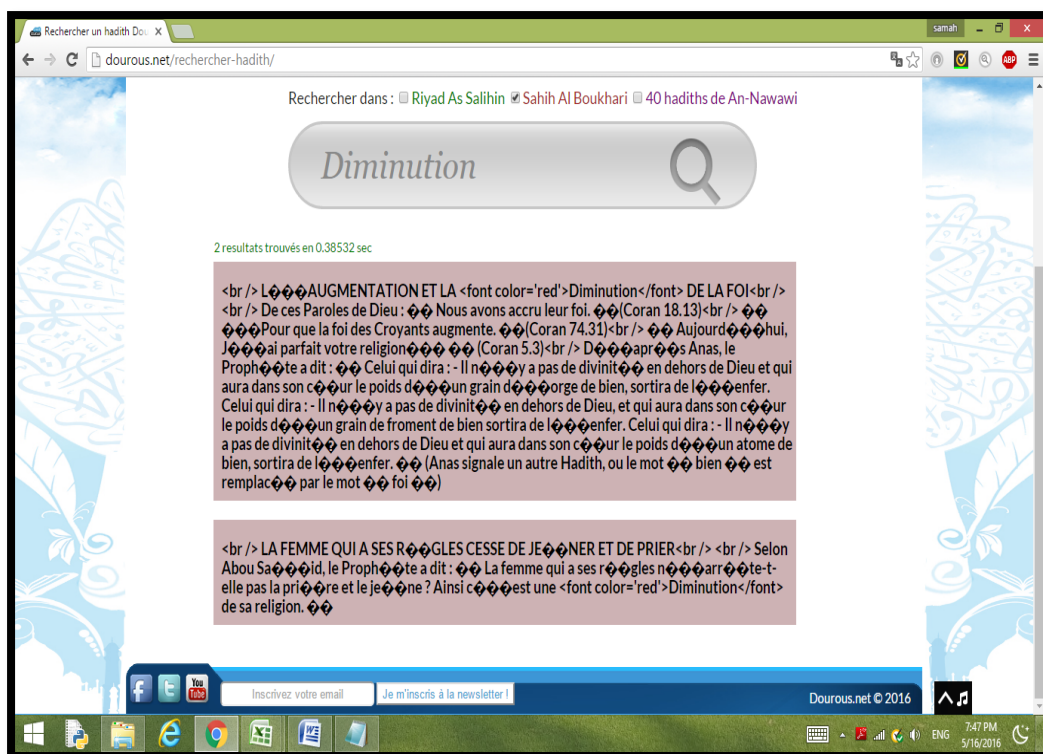 Rechercher un hadith Do
samah
dourous.net/rechercher-hadith/
ABP
Rechercher dans : Riyad As Salihin Sahih Al Boukhari 40 hadiths de An-Nawawi
Diminution
2 resultats trouvés en 0.38532 sec
<br /> L���AUGMENTATION ET LA <font color='red'>Diminution</font> DE LA FOI<br />
<br /> De ces Paroles de Dieu : �� Nous avons accru leur foi. ��(Coran 18.13)<br /> ��
���Pour que la foi des Croyants augmente. ��(Coran 74.31)<br /> �� Aujourd���hui,
J���ai parfait votre religion��� �� (Coran 5.3)<br /> D���apr��s Anas, le
Proph��te a dit : �� Celui qui dira : - Il n���y a pas de divinit�� en dehors de Dieu et qui
aura dans son c��ur le poids d���un grain d���orge de bien, sortira de l���enfer.
Celui qui dira : - Il n���y a pas de divinit�� en dehors de Dieu, et qui aura dans son c��ur
le poids d���un grain de froment de bien sortira de l���enfer. Celui qui dira : - Il n���y
a pas de divinit�� en dehors de Dieu et qui aura dans son c��ur le poids d���un atome de
bien, sortira de l���enfer. �� (Anas signale un autre Hadith, ou le mot �� bien �� est
remplac�� par le mot �� foi ��)
<br /> LA FEMME QUI A SES R��GLES CESSE DE JE��NER ET DE PRIER<br /> <br /> Selon
Abou Sa���id, le Proph��te a dit : �� La femme qui a ses r��gles n���arr��te-t-
elle pas la pri��re et le je��ne ? Ainsi c���est une <font color='red'>Diminution</font>
de sa religion. ��
You Tube
Inscrivez votre email
Je m'inscris à la newsletter !
Dourous.net © 2016
ENG
7:47 PM
5/16/2016